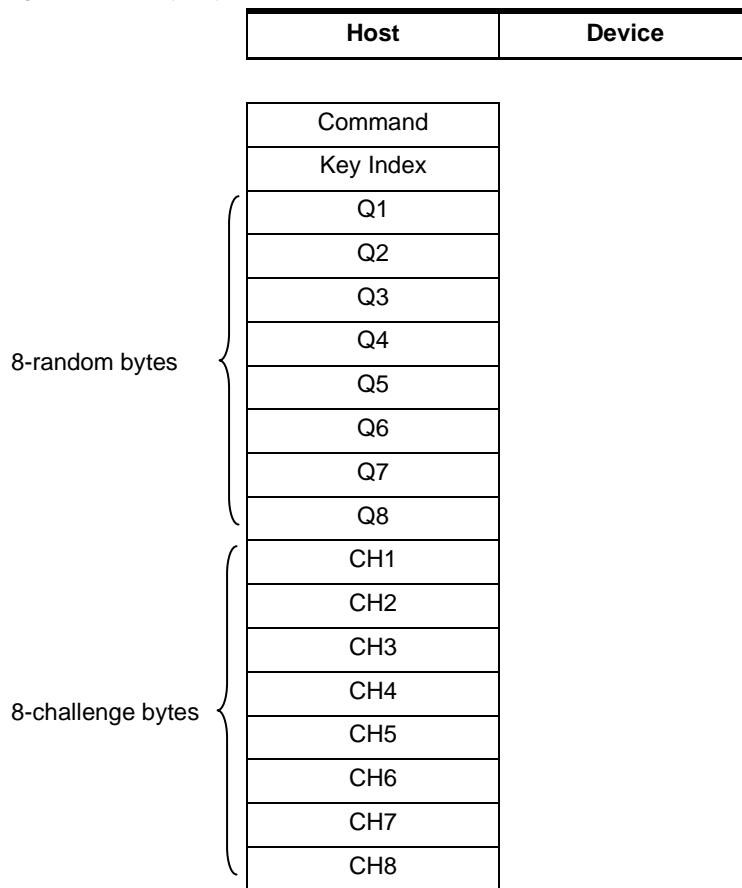 Host Device
Command
Key Index
Q1
Q2
Q3
Q4
8-random bytes
Q5
Q6
Q7
Q8
CH1
CH2
CH3
CH4
8-challenge bytes
CH5
CH6
CH7
CH8